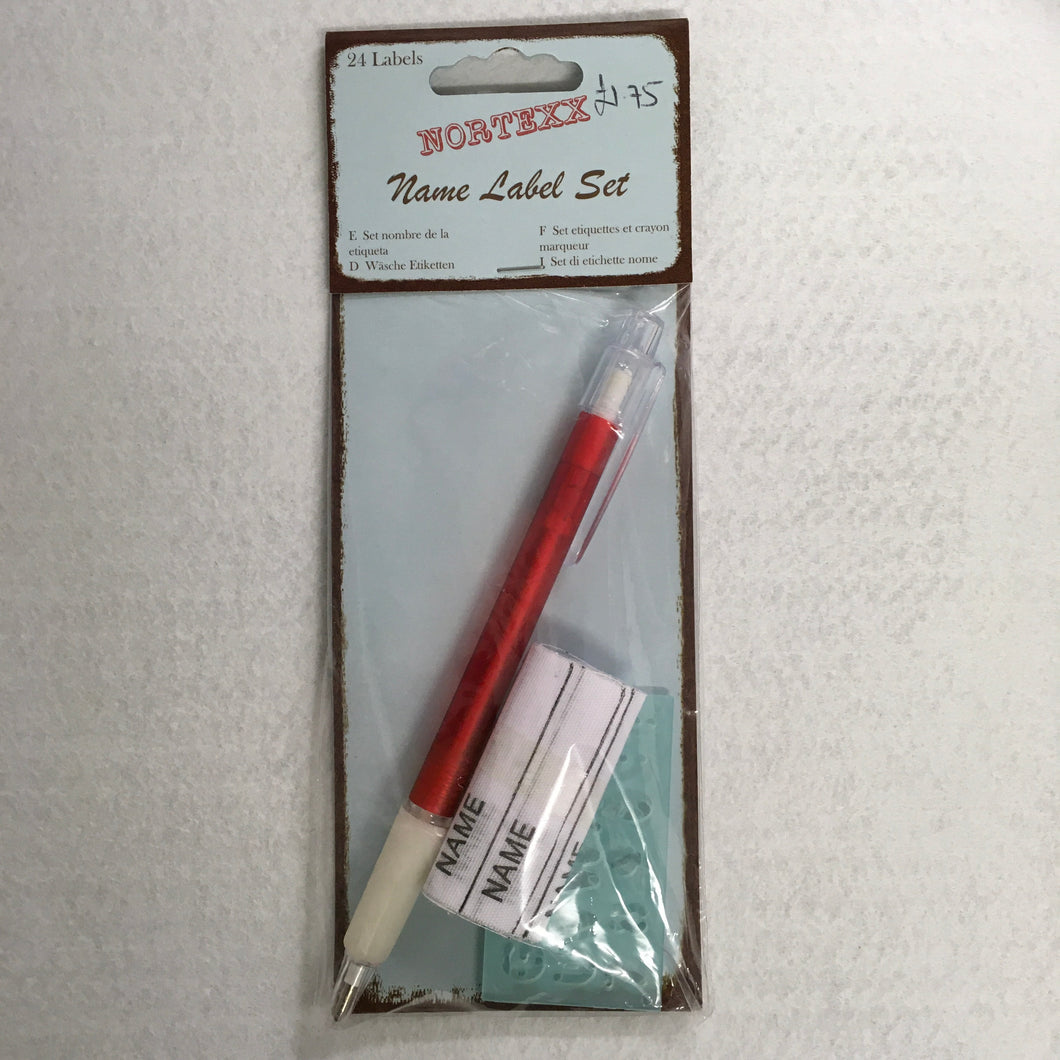 24 Labels
£1.75
NORTEXX
Name Label Set
E Set nombre de la
etiqueta
D Wäsche Etiketten
F Set etiquettes et crayon
marqueur
I Set di etichette nome
NAME
NAME
NAME